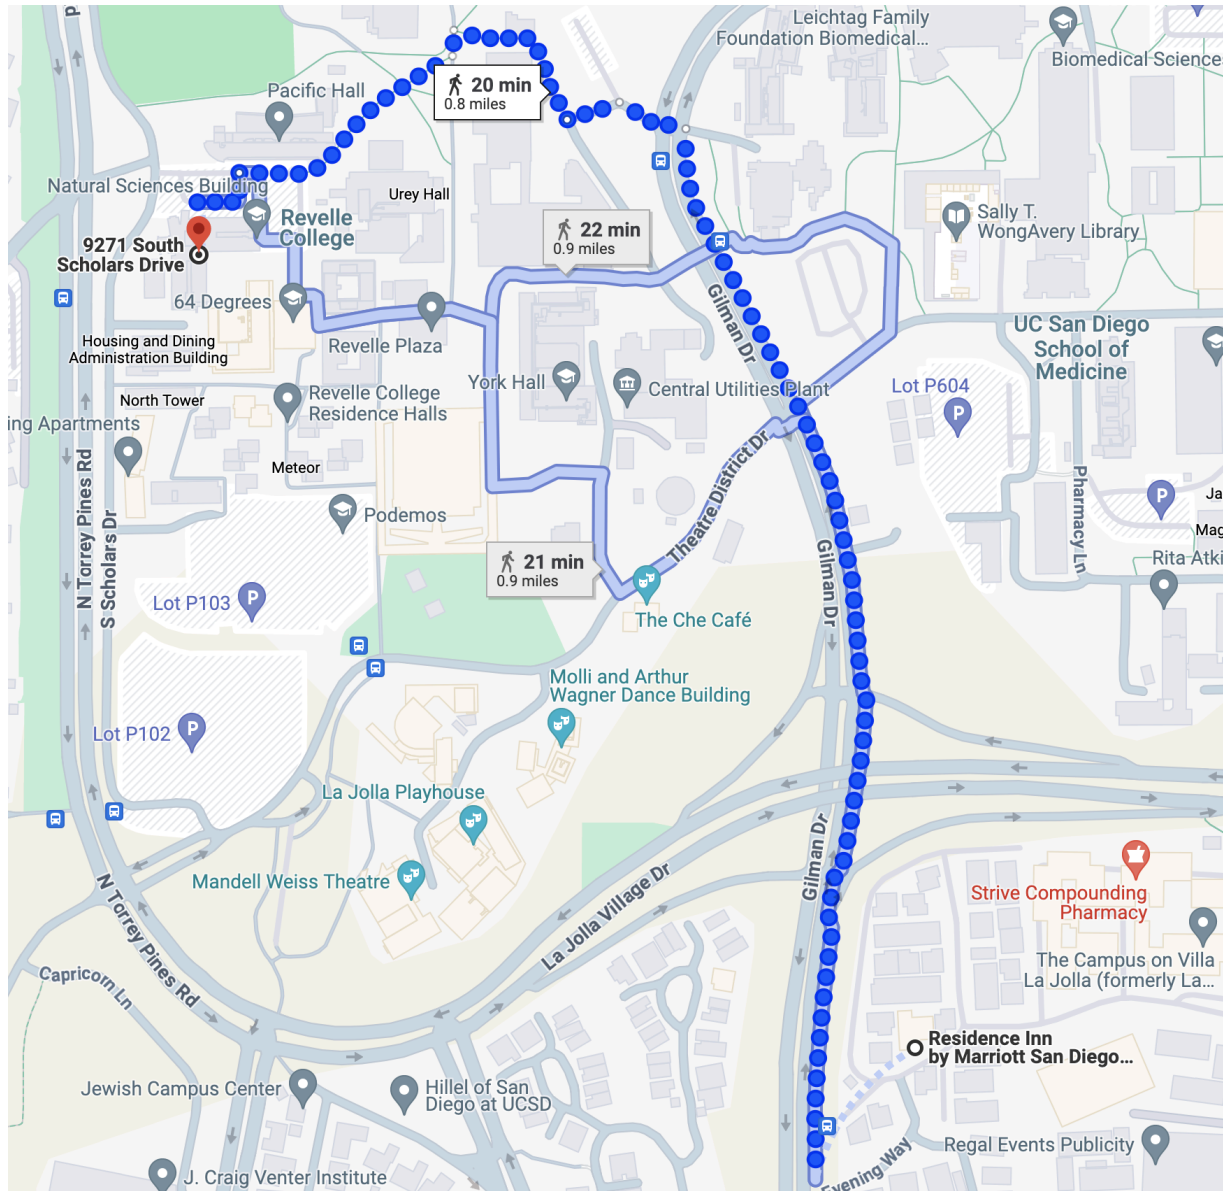 Leichtag Family
Foundation Biomedical...
Biomedical Sciences
Pacific Hall
20 min
0.8 miles
Natural Sciences Building
Urey Hall
Revelle
College
22 min
0.9 miles
Sally T.
WongAvery Library
9271 South
Scholars Drive
64 Degrees
Gilman Dr
Housing and Dining
Administration Building
Revelle Plaza
UC San Diego
School of
Medicine
York Hall
Central Utilities Plant
Lot P604
North Tower
Revelle College
Residence Halls
ing Apartments
N Torrey Pines Rd
S Scholars Dr
Meteor
Theatre District Dr
Pharmacy Ln
Podemos
Ja
Mag
Gilman Dr
21 min
0.9 miles
Rita Atki
Lot P103
The Che Café
Molli and Arthur
Wagner Dance Building
Lot P102
La Jolla Playhouse
Gilman Dr
Mandell Weiss Theatre
La Jolla Village Dr
Strive Compounding
Pharmacy
N Torrey Pines Rd
Capricorn Ln
The Campus on Villa
La Jolla (formerly La...
Residence Inn
by Marriott San Diego...
Jewish Campus Center
Hillel of San
Diego at UCSD
Regal Events Publicity
Evening Way
J. Craig Venter Institute